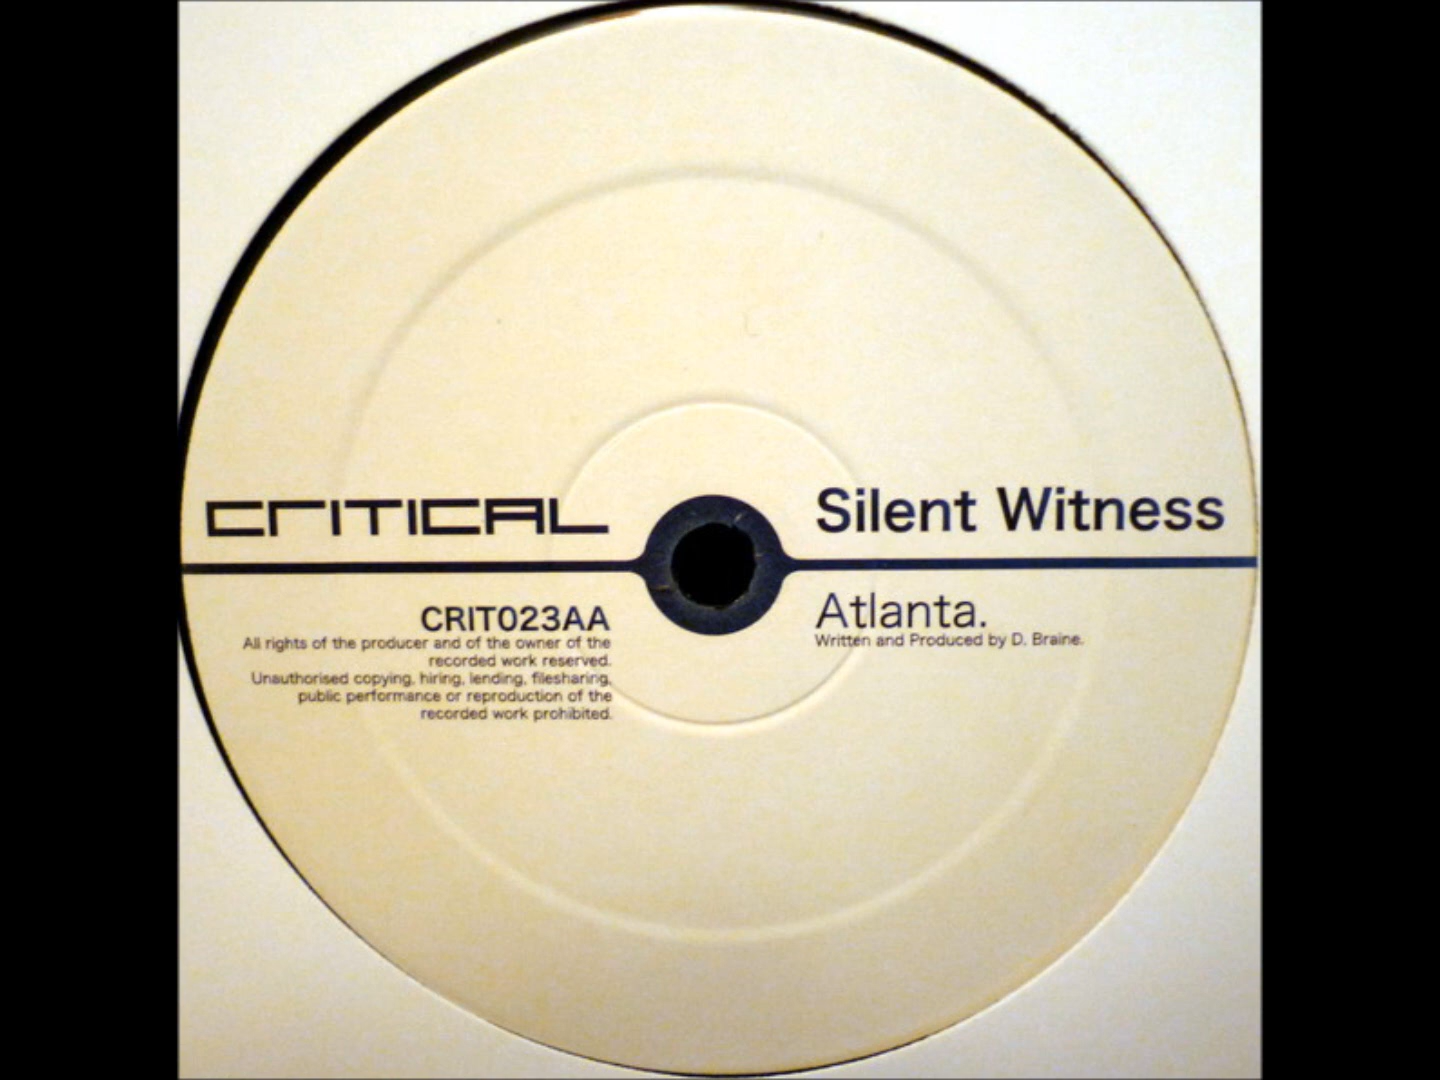 CRITICAL
CRIT023AA
All rights of the producer and of the owner of the
recorded work reserved.
Unauthorised copying, hiring, lending, filesharing,
public performance or reproduction of the
recorded work prohibited.
Silent Witness
Atlanta.
Written and Produced by D. Braine.